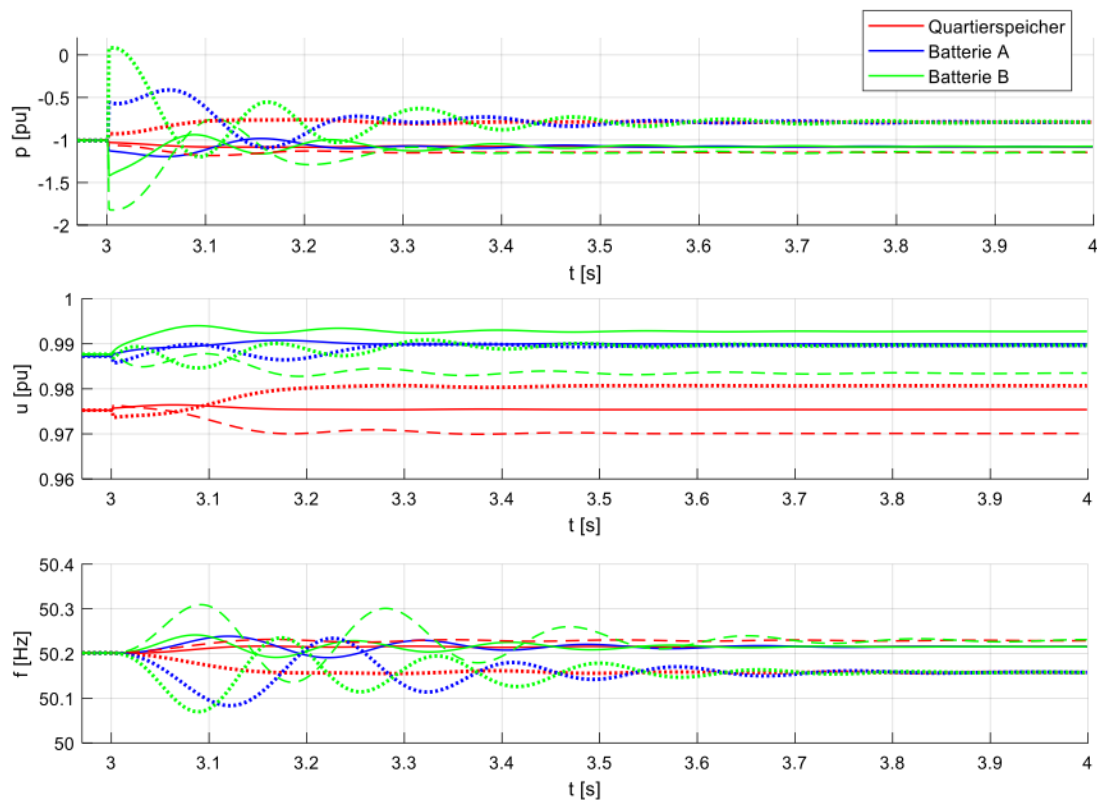 Quartierspeicher
Batterie A
Batterie B
p [pu]
0
-0.5
-1
-1.5
-2
3 3.1 3.2 3.3 3.4 3.5 3.6 3.7 3.8 3.9 4
t [s]
u [pu]
1
0.99
0.98
0.97
0.96
3 3.1 3.2 3.3 3.4 3.5 3.6 3.7 3.8 3.9 4
t [s]
f [Hz]
50.4
50.3
50.2
50.1
50
3 3.1 3.2 3.3 3.4 3.5 3.6 3.7 3.8 3.9 4
t [s]